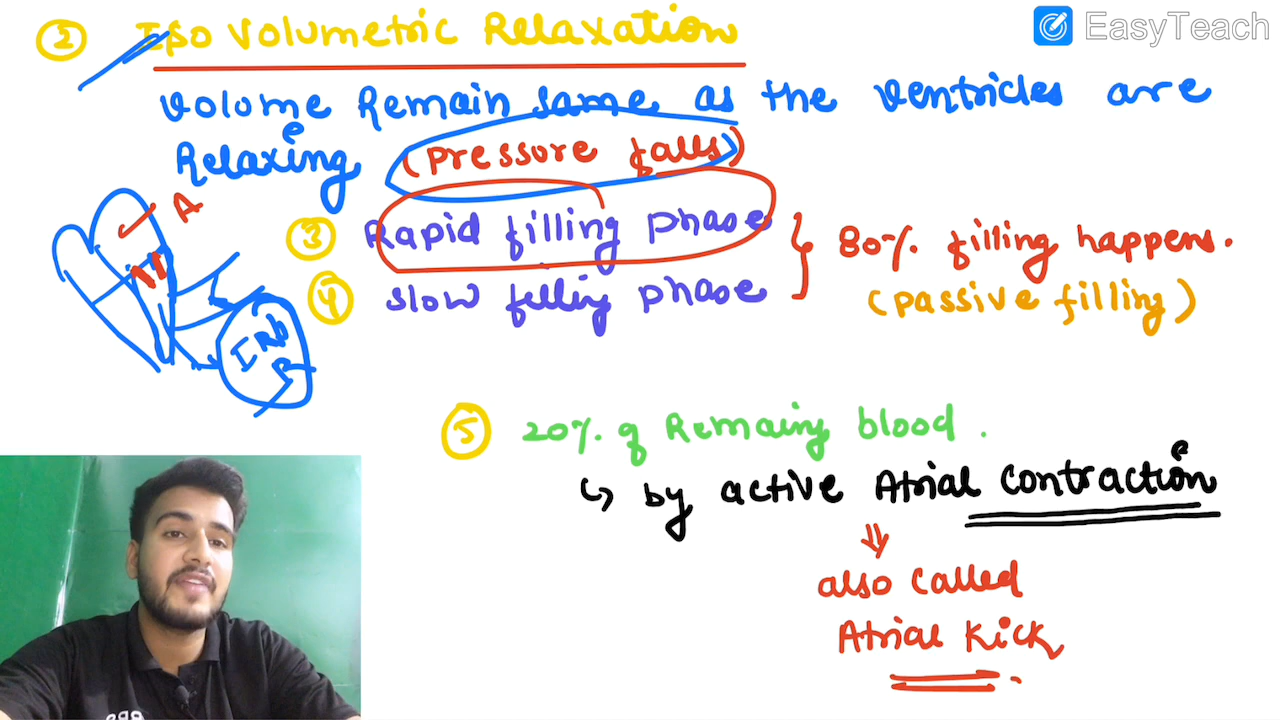 EasyTeach
② Iso Volumetric Relaxation
Volume Remain same as the ventricles are
Relaxing (pressure falls)
A
③ Rapid filling phase } 80% filling happens.
④ slow filling phase (passive filling)
⑤ 20% of Remaing blood.
↳ by active Atrial contraction
⇓
also called
Atrial Kick